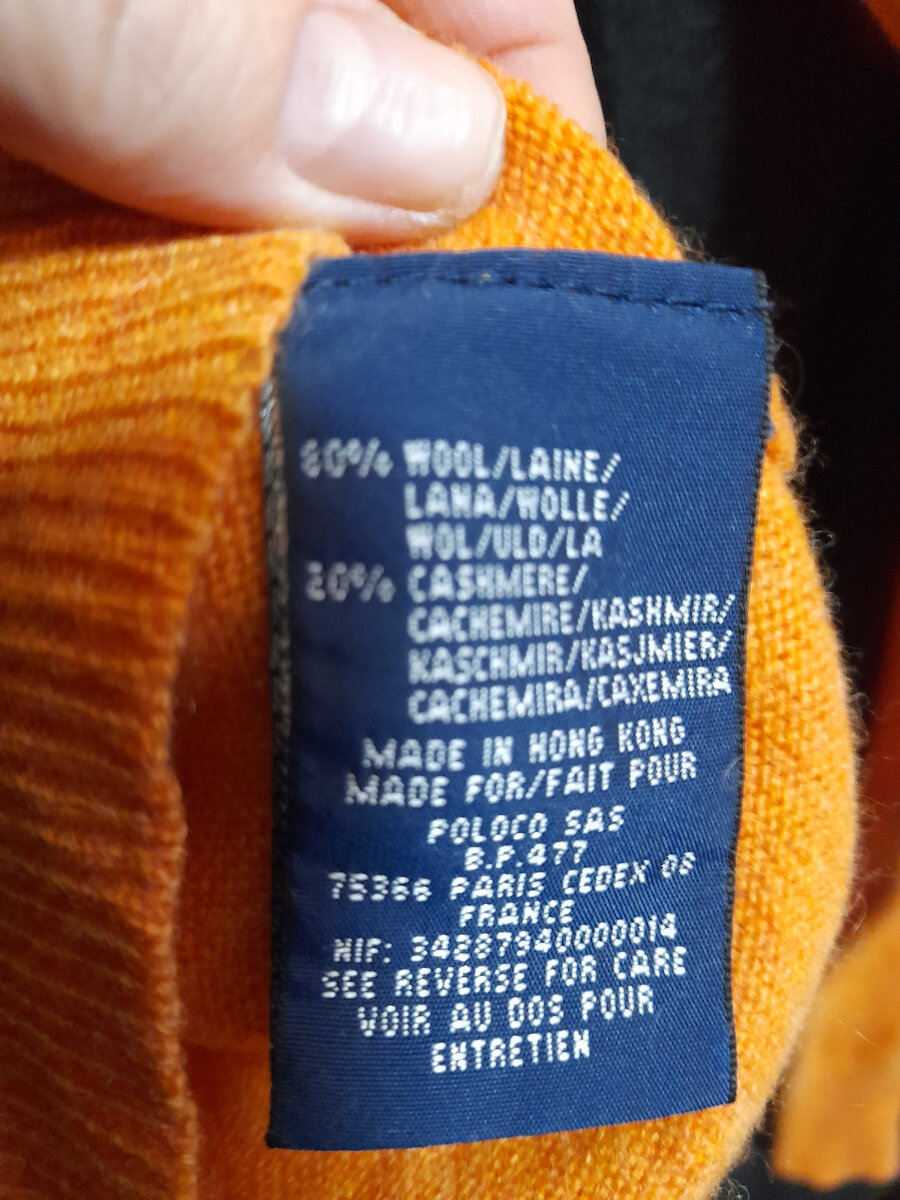 80% WOOL/LAINE/
LANA/WOLLE/
WOL/ULD/LA
20% CASHMERE/
CACHEMIRE/KASHMIR/
KASCHMIR/KASJMIER/
CACHEMIRA/CAXEMIRA
MADE IN HONG KONG
MADE FOR/FAIT POUR
POLOCO SAS
B.P.477
75366 PARIS CEDEX 08
FRANCE
NIF: 34287940000014
SEE REVERSE FOR CARE
VOIR AU DOS POUR
ENTRETIEN